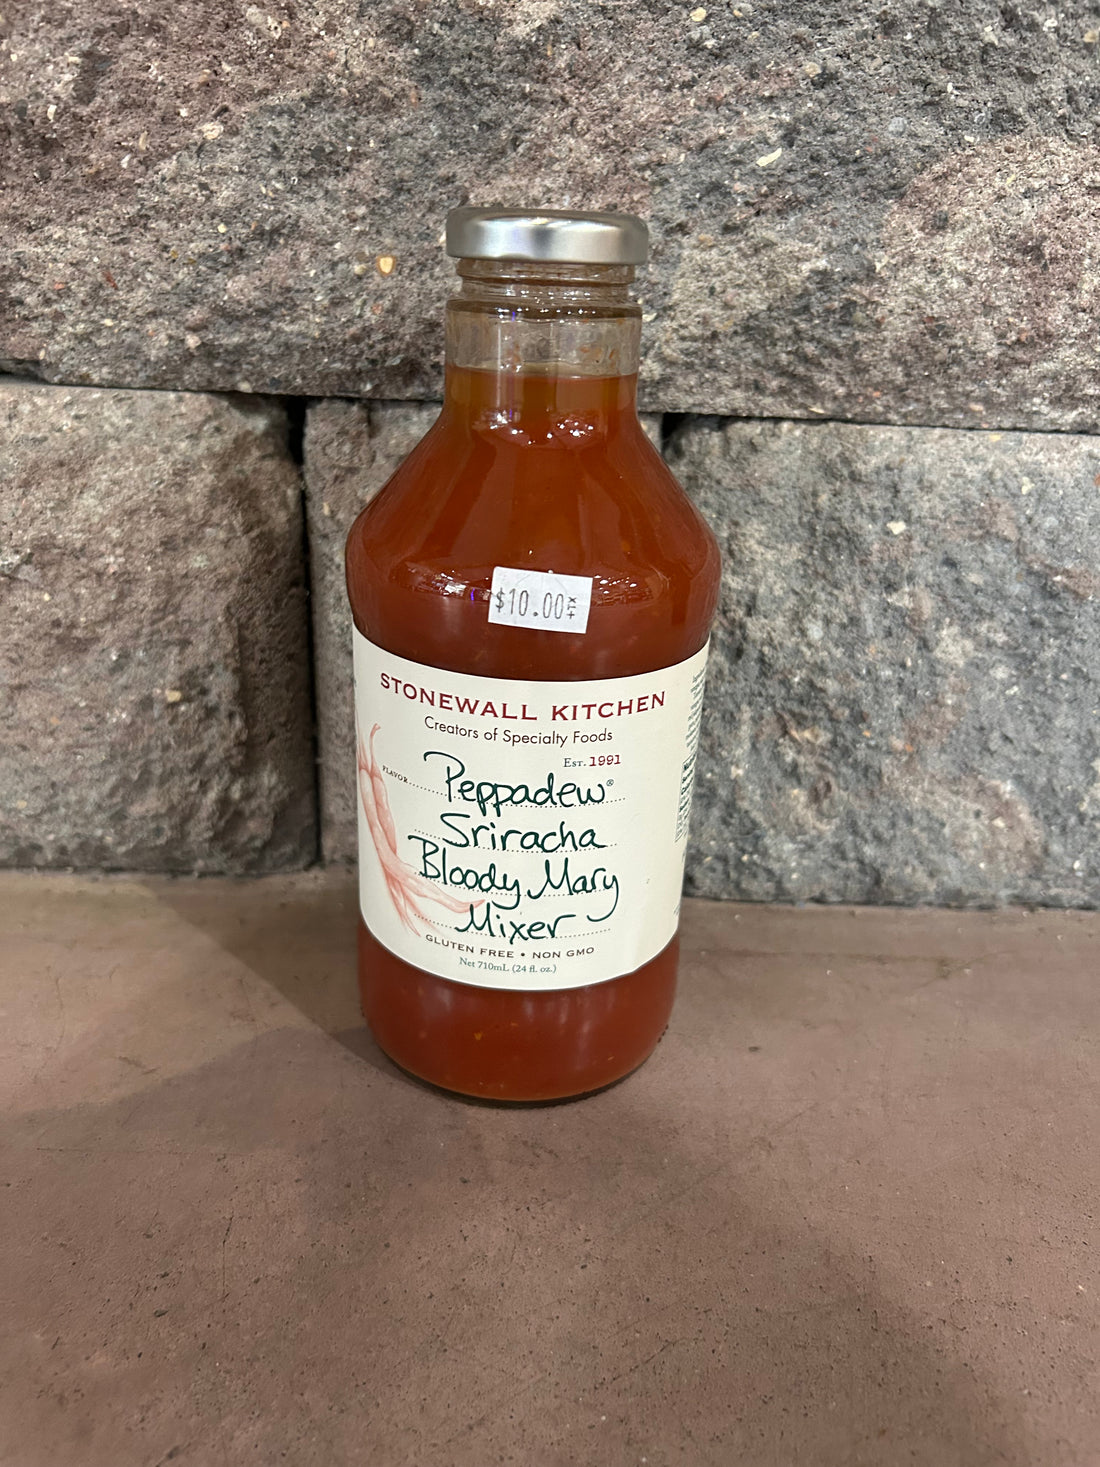 $10.00
STONEWALL KITCHEN
Creators of Specialty Foods
EST. 1991
FLAVOR
Peppadew®
Sriracha
Bloody Mary
Mixer
GLUTEN FREE • NON GMO
Net 710mL (24 fl. oz.)